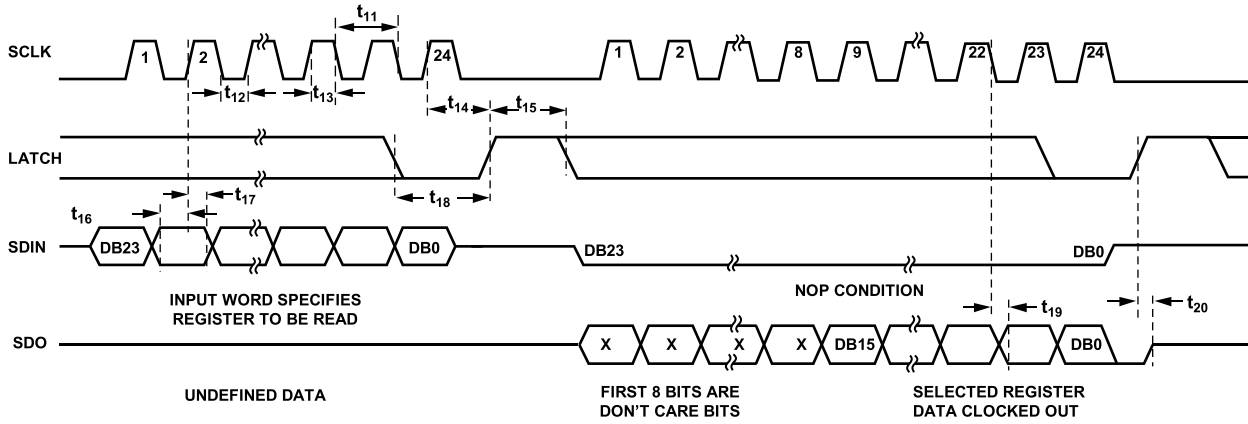 t11
SCLK
1
2
24
1
2
8
9
22
23
24
t12
t13
t14
t15
LATCH
t17
t18
t16
SDIN
DB23
DB0
DB23
DB0
NOP CONDITION
INPUT WORD SPECIFIES
REGISTER TO BE READ
t19
t20
SDO
X
X
X
X
DB15
DB0
UNDEFINED DATA
FIRST 8 BITS ARE
DON'T CARE BITS
SELECTED REGISTER
DATA CLOCKED OUT